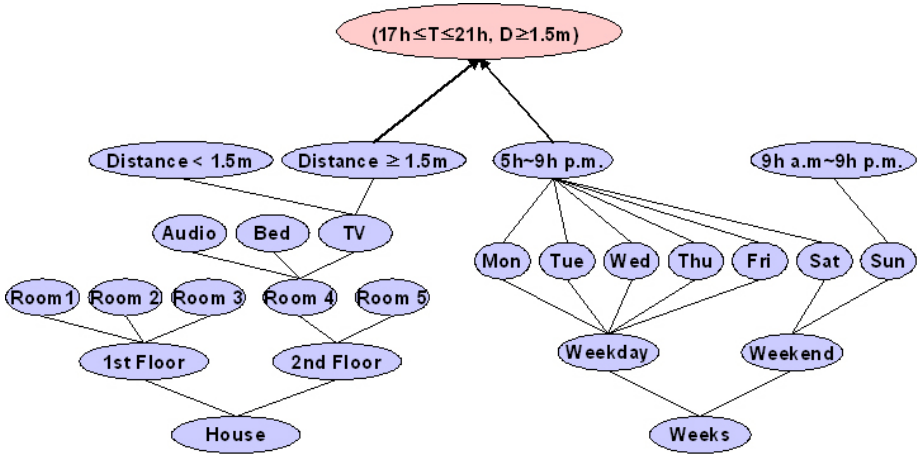 (17h≤T≤21h, D≥1.5m)
Distance < 1.5m
Distance ≥ 1.5m
5h~9h p.m.
9h a.m~9h p.m.
Audio
Bed
TV
Mon
Tue
Wed
Thu
Fri
Sat
Sun
Room1
Room 2
Room 3
Room 4
Room 5
1st Floor
2nd Floor
Weekday
Weekend
House
Weeks